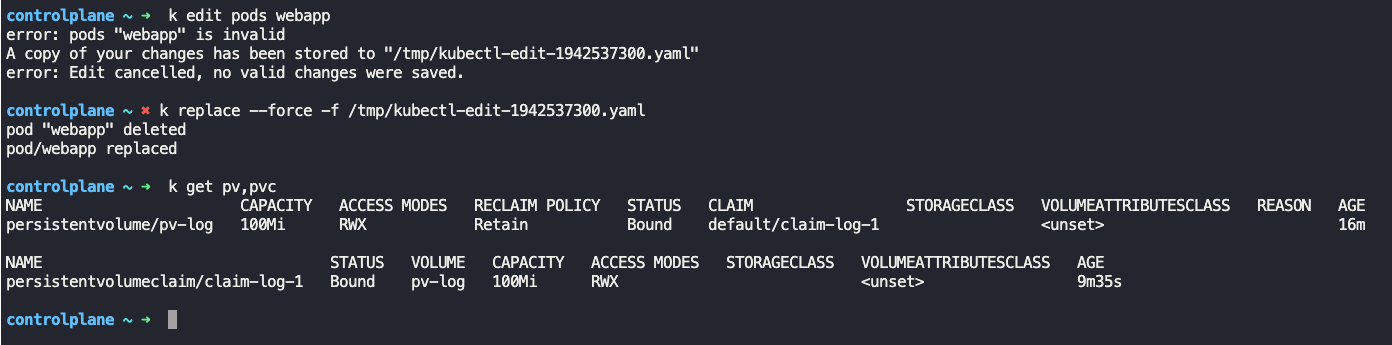 controlplane ~ ➜  k edit pods webapp
error: pods "webapp" is invalid
A copy of your changes has been stored to "/tmp/kubectl-edit-1942537300.yaml"
error: Edit cancelled, no valid changes were saved.
controlplane ~ ✖ k replace --force -f /tmp/kubectl-edit-1942537300.yaml
pod "webapp" deleted
pod/webapp replaced
controlplane ~ ➜  k get pv,pvc
NAME                      CAPACITY   ACCESS MODES   RECLAIM POLICY   STATUS   CLAIM                 STORAGECLASS   VOLUMEATTRIBUTESCLASS   REASON   AGE
persistentvolume/pv-log   100Mi      RWX            Retain           Bound    default/claim-log-1                  <unset>                          16m
NAME                                STATUS   VOLUME   CAPACITY   ACCESS MODES   STORAGECLASS   VOLUMEATTRIBUTESCLASS   AGE
persistentvolumeclaim/claim-log-1   Bound    pv-log   100Mi      RWX                           <unset>                 9m35s
controlplane ~ ➜